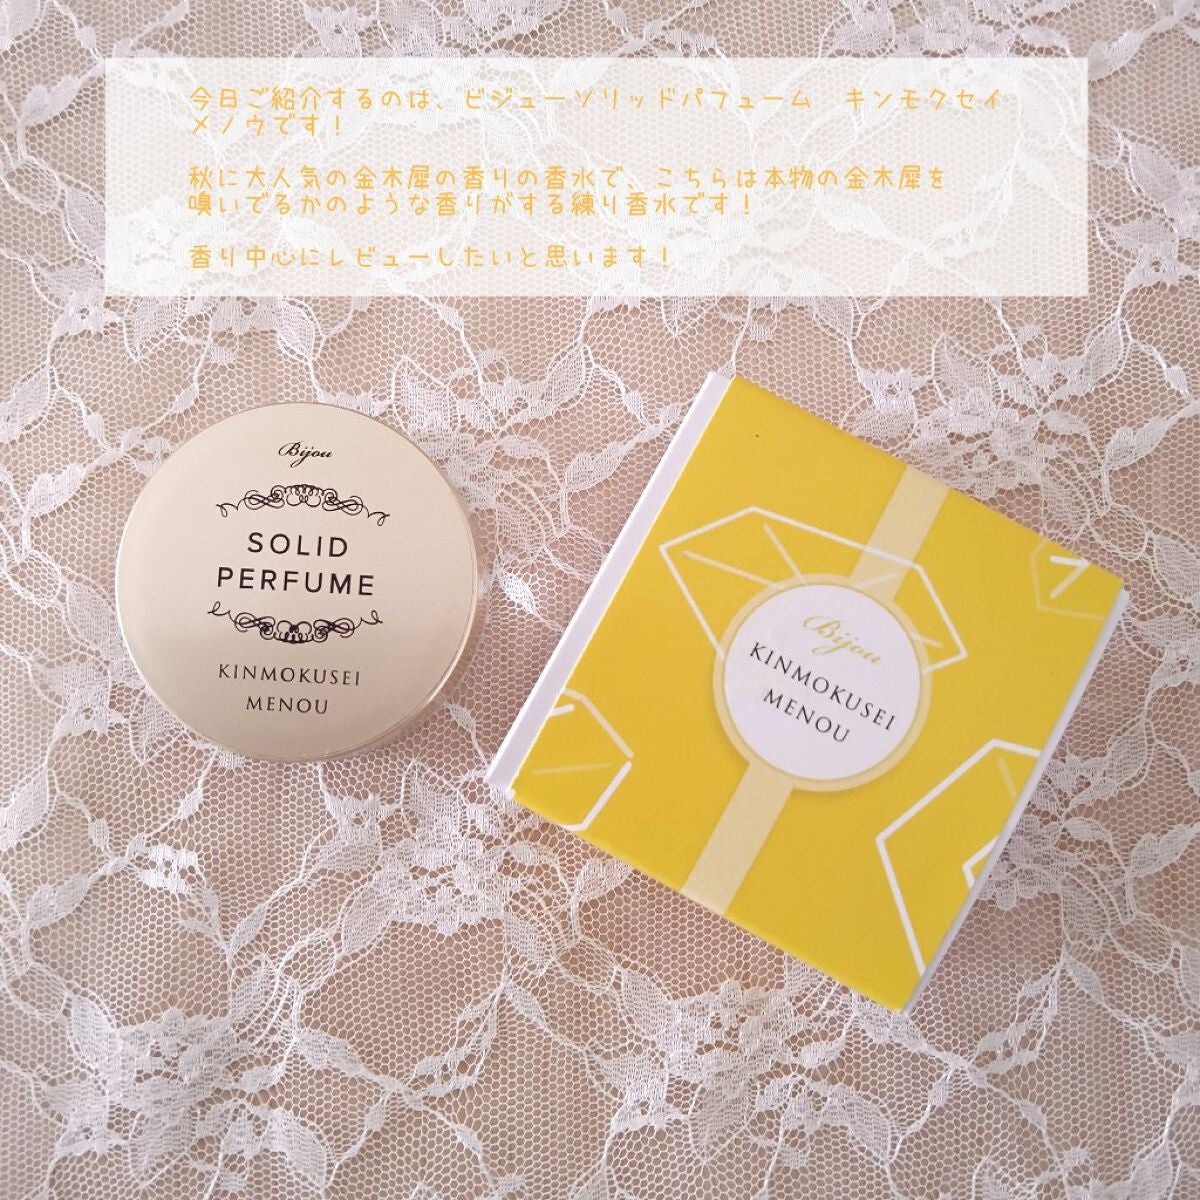 今日ご紹介するのは、ビジューソリッドパフューム　キンモクセイ
メノウです！
秋に大人気の金木犀の香りの香水で、こちらは本物の金木犀を
嗅いでるかのような香りがする練り香水です！
香り中心にレビューしたいと思います！
Bijou
SOLID
PERFUME
KINMOKUSEI
MENOU
Bijou
KINMOKUSEI
MENOU